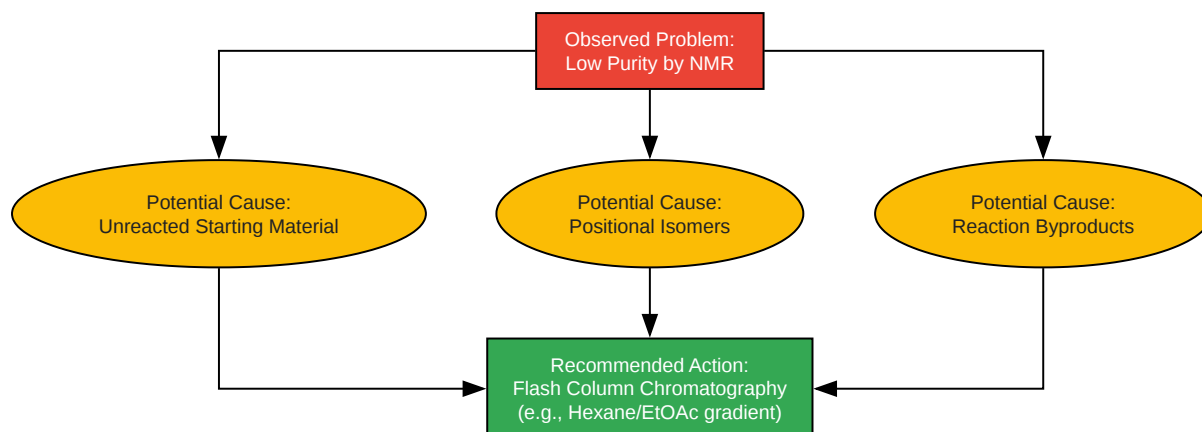 Observed Problem:
Low Purity by NMR
Potential Cause:
Unreacted Starting Material
Potential Cause:
Positional Isomers
Potential Cause:
Reaction Byproducts
Recommended Action:
Flash Column Chromatography
(e.g., Hexane/EtOAc gradient)